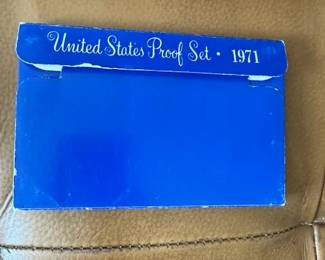 United States Proof Set • 1971